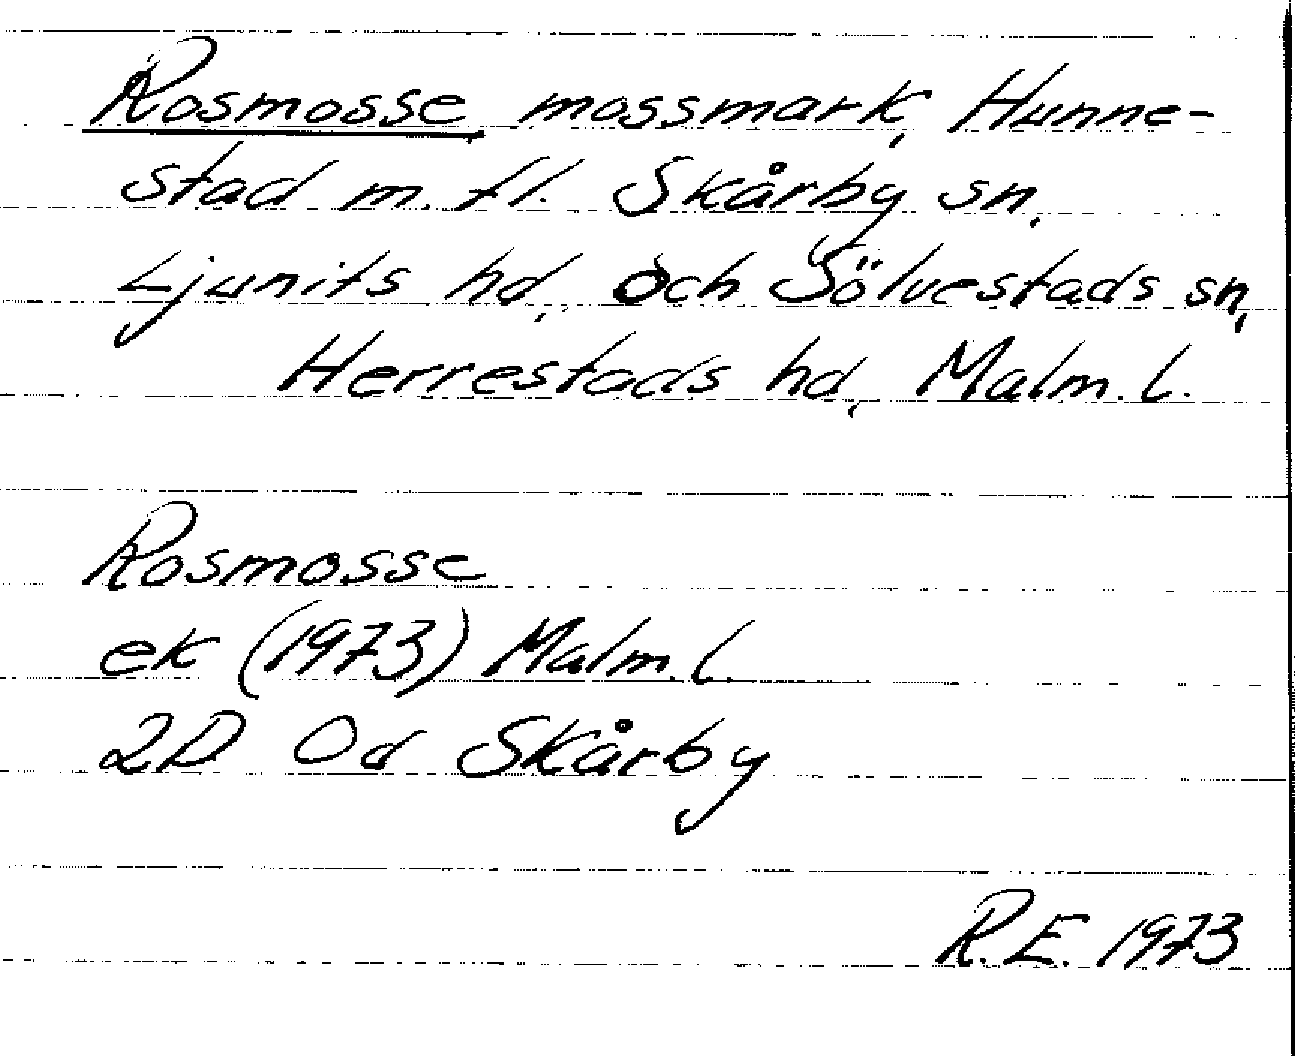 Rosmosse mossmark, Hunne-
stad m. fl. Skårby sn,
Ljunits hd, och Sölvestads sn,
Herrestads hd, Malm. l.
Rosmosse
ek (1973) Malm. l.
2D Od Skårby
R.E. 1973